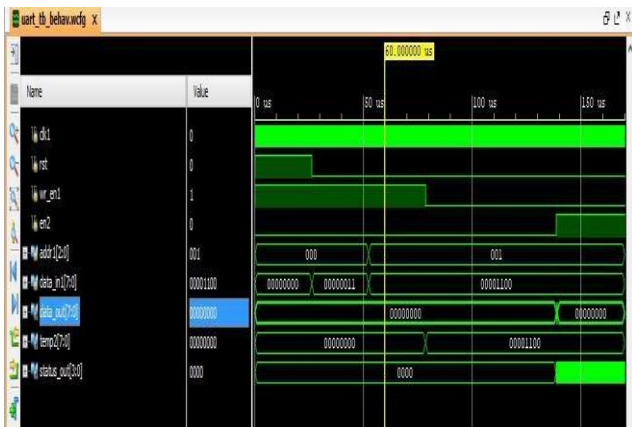 uart_tb_behav.wcfg X
60.000000 us
Name Value
0 us 50 us 100 us 150 us
clk1 0
rst 0
wr_en1 1
en2 0
addr1[2:0] 001 000 001
data_in1[7:0] 00001100 00000000 00000011 00001100
data_out[7:0] 00000000 00000000 00000000
temp2[7:0] 00000000 00000000 00001100
status_out[3:0] 0000 0000